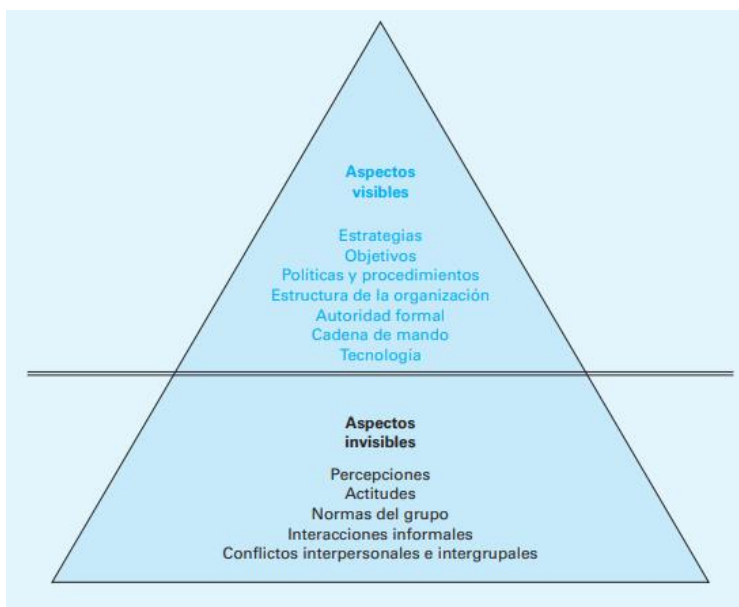 Aspectos
visibles
Estrategias
Objetivos
Políticas y procedimientos
Estructura de la organización
Autoridad formal
Cadena de mando
Tecnología
Aspectos
invisibles
Percepciones
Actitudes
Normas del grupo
Interacciones informales
Conflictos interpersonales e intergrupales